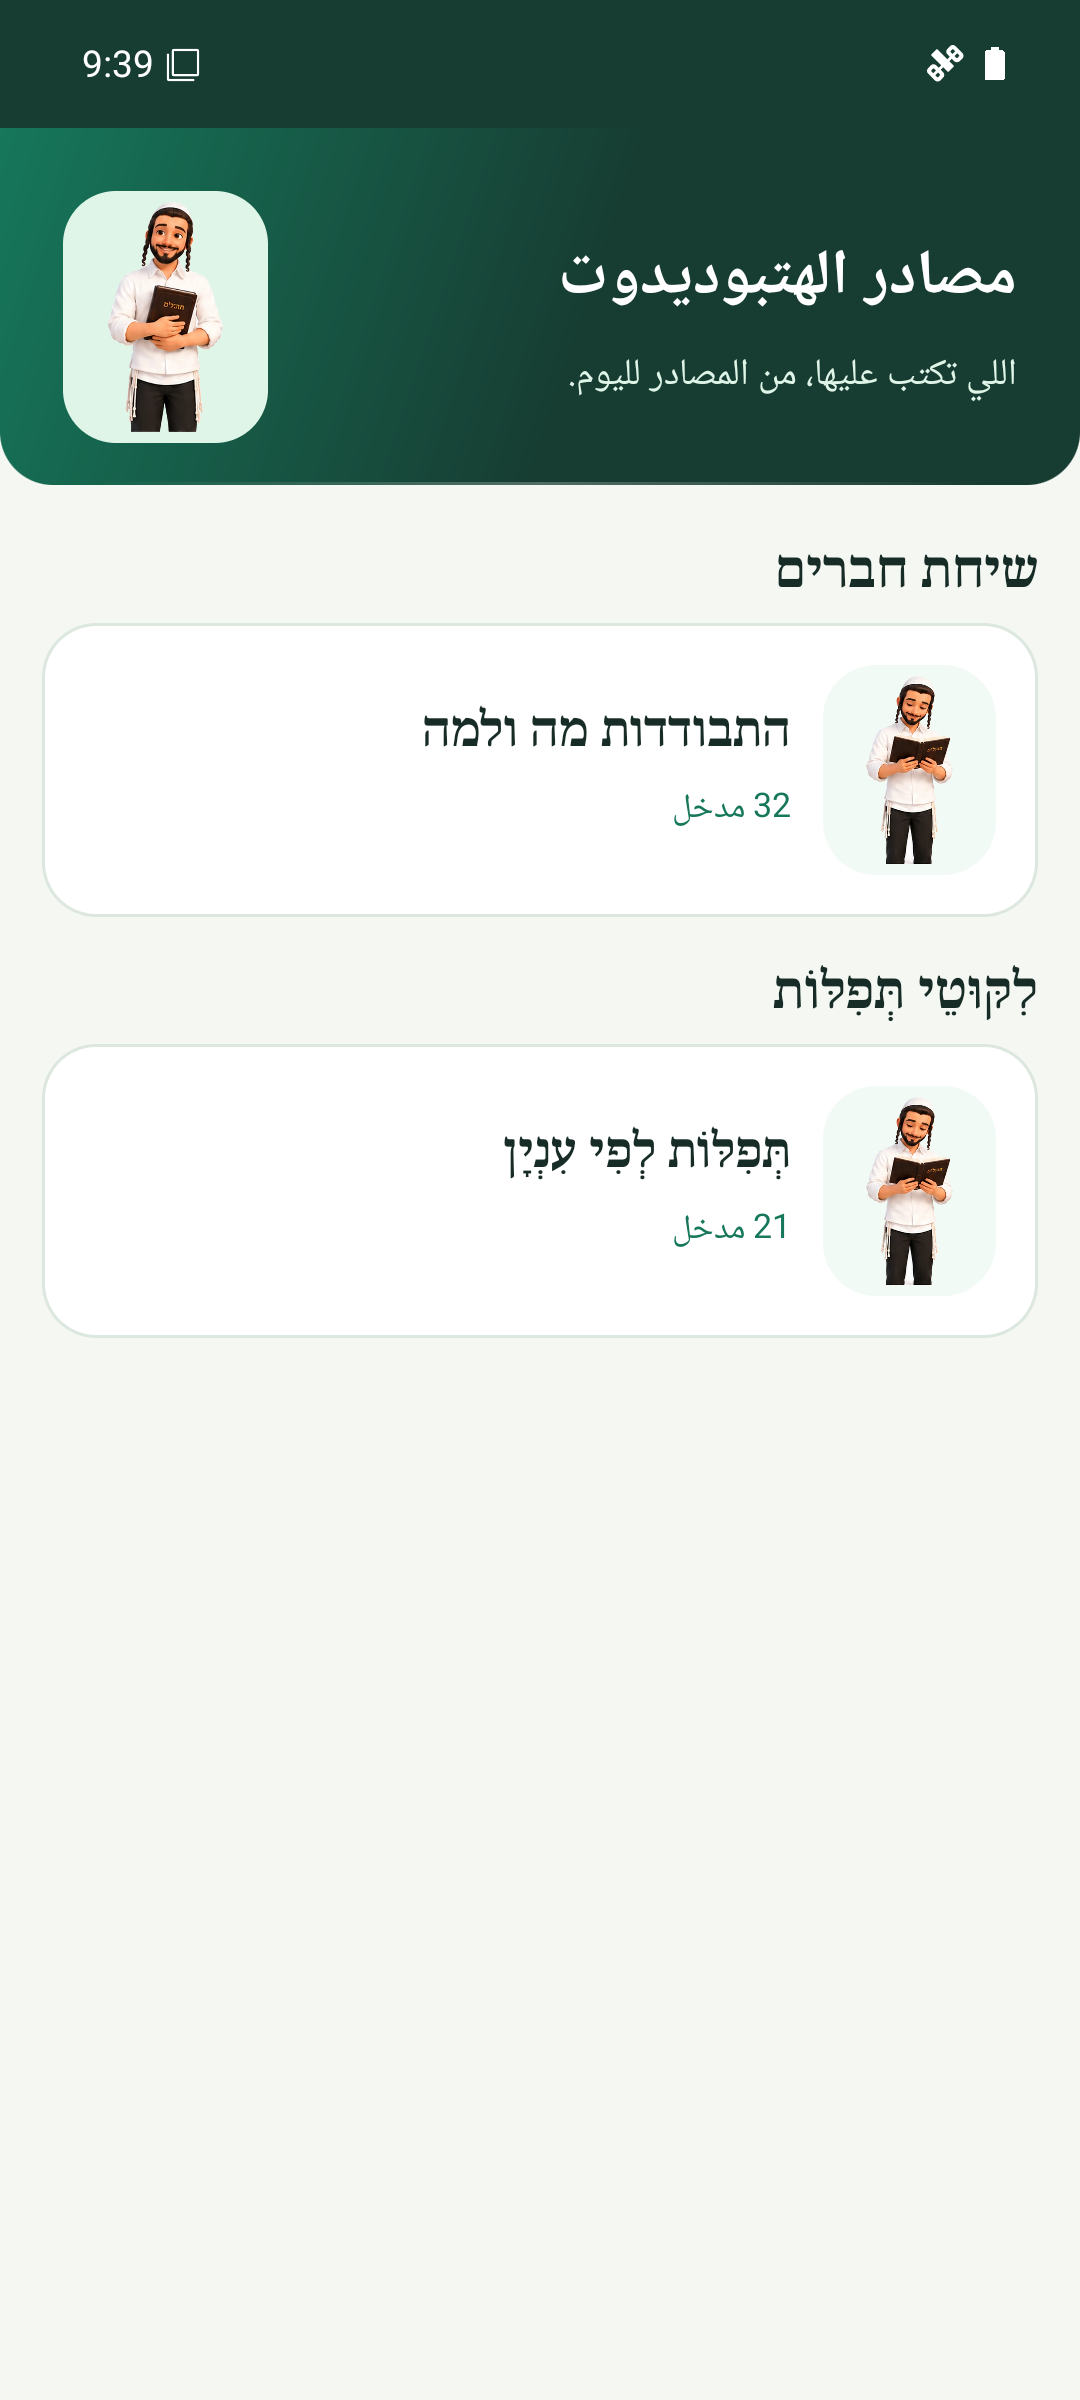 9:39
مصادر الهتبوديدوت
اللي تكتب عليها، من المصادر لليوم.
שיחת חברים
התבודדות מה ולמה
32 مدخل
לִקּוּטֵי תְּפִלּוֹת
תְּפִלּוֹת לְפִי עִנְיָן
21 مدخل